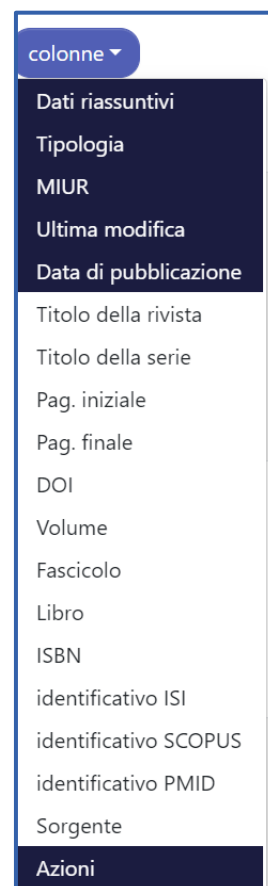 colonne
Dati riassuntivi
Tipologia
MIUR
Ultima modifica
Data di pubblicazione
Titolo della rivista
Titolo della serie
Pag. iniziale
Pag. finale
DOI
Volume
Fascicolo
Libro
ISBN
identificativo ISI
identificativo SCOPUS
identificativo PMID
Sorgente
Azioni